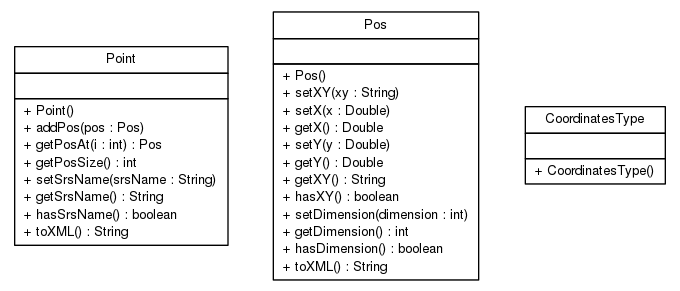 Point
+ Point()
+ addPos(pos : Pos)
+ getPosAt(i : int) : Pos
+ getPosSize() : int
+ setSrsName(srsName : String)
+ getSrsName() : String
+ hasSrsName() : boolean
+ toXML() : String
Pos
+ Pos()
+ setXY(xy : String)
+ setX(x : Double)
+ getX() : Double
+ setY(y : Double)
+ getY() : Double
+ getXY() : String
+ hasXY() : boolean
+ setDimension(dimension : int)
+ getDimension() : int
+ hasDimension() : boolean
+ toXML() : String
CoordinatesType
+ CoordinatesType()